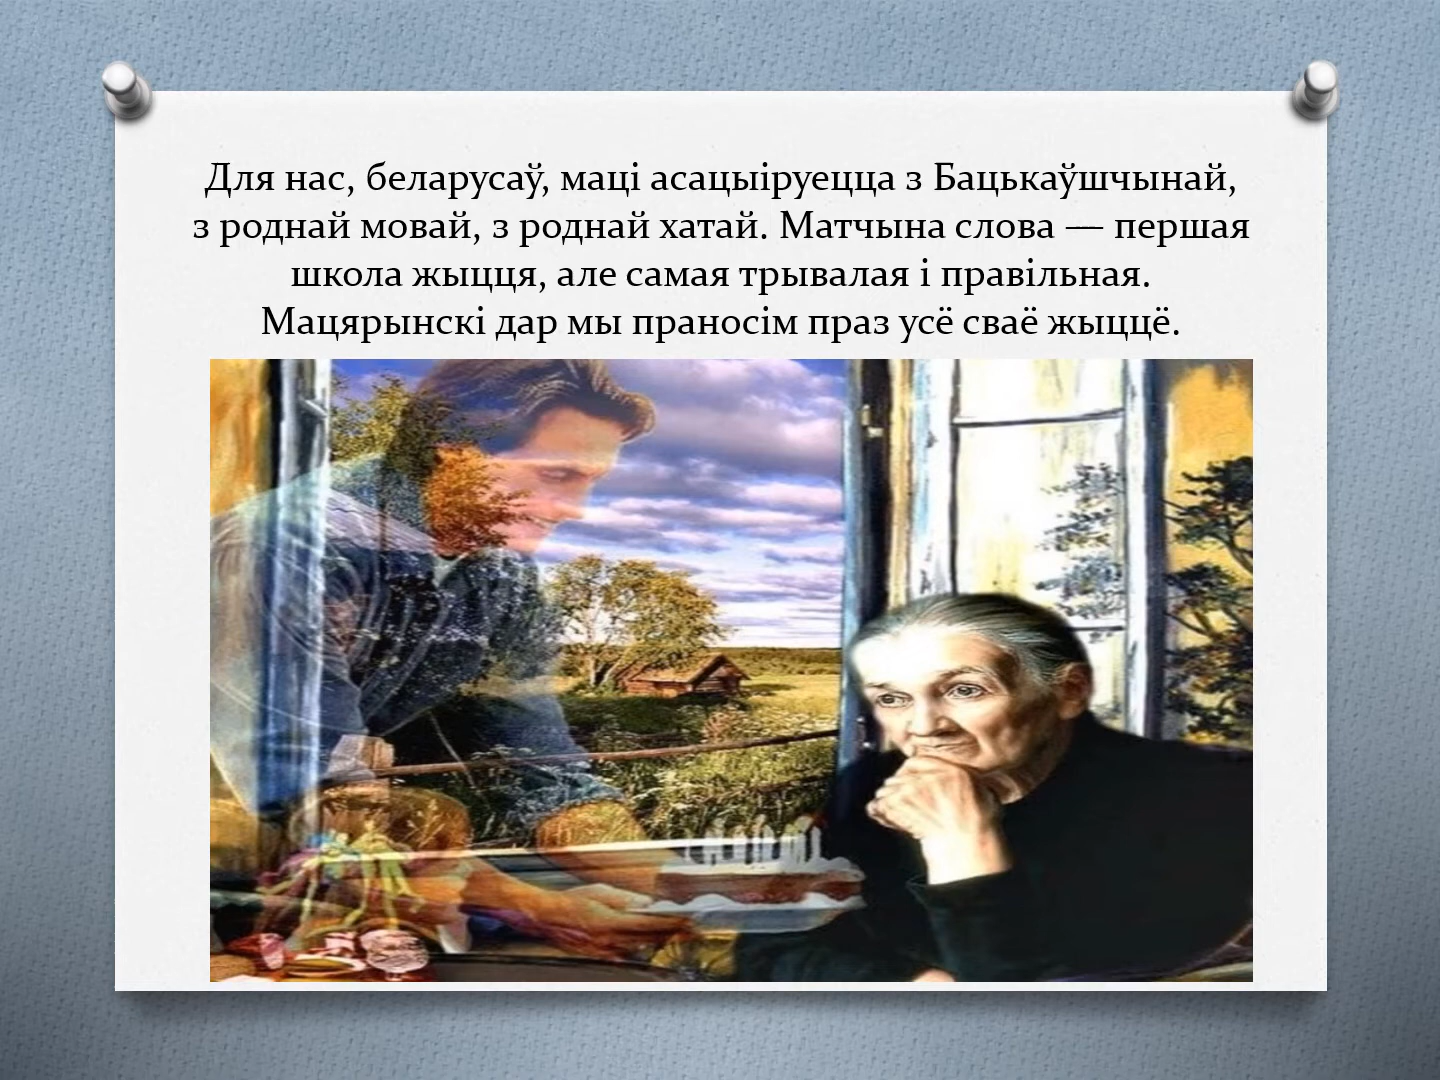 Для нас, беларусаў, маці асацыіруецца з Бацькаўшчынай,
з роднай мовай, з роднай хатай. Матчына слова — першая
школа жыцця, але самая трывалая і правільная.
Мацярынскі дар мы праносім праз усё сваё жыццё.